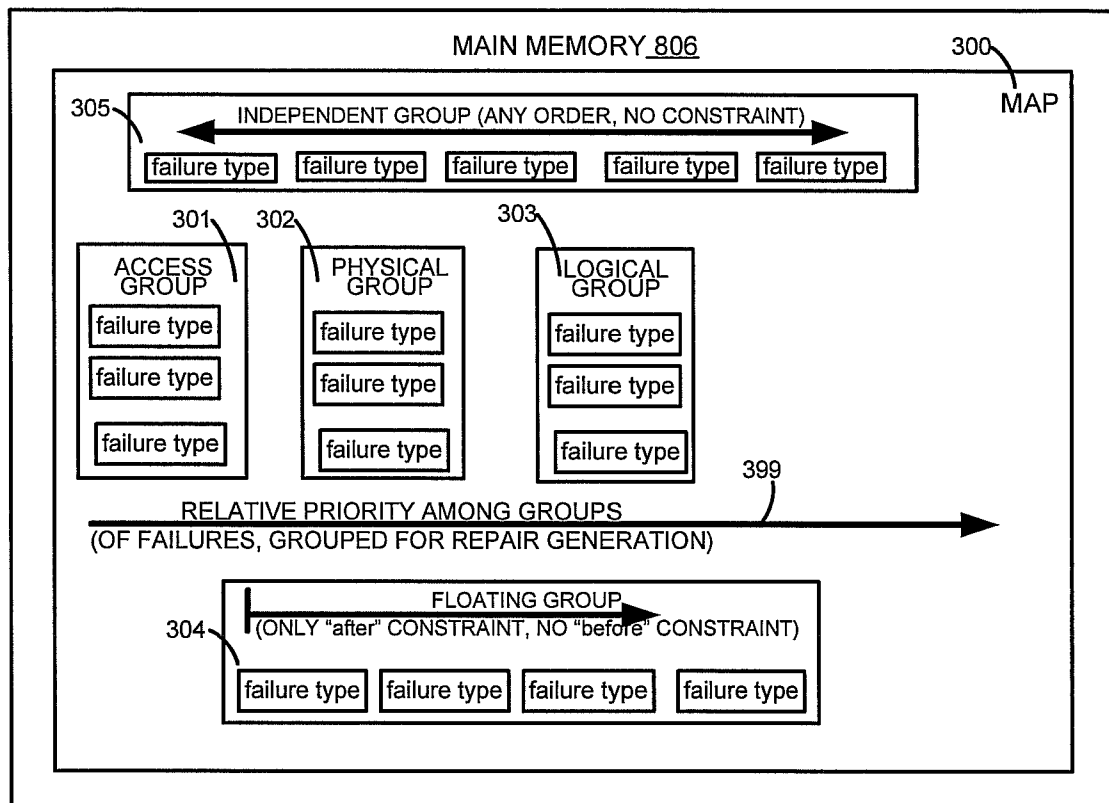 MAIN MEMORY 806
300
MAP
305
INDEPENDENT GROUP (ANY ORDER, NO CONSTRAINT)
failure type failure type failure type failure type failure type
301
302
303
ACCESS
GROUP
failure type
failure type
failure type
PHYSICAL
GROUP
failure type
failure type
failure type
LOGICAL
GROUP
failure type
failure type
failure type
399
RELATIVE PRIORITY AMONG GROUPS
(OF FAILURES, GROUPED FOR REPAIR GENERATION)
FLOATING GROUP
(ONLY “after” CONSTRAINT, NO “before” CONSTRAINT)
304
failure type failure type failure type failure type